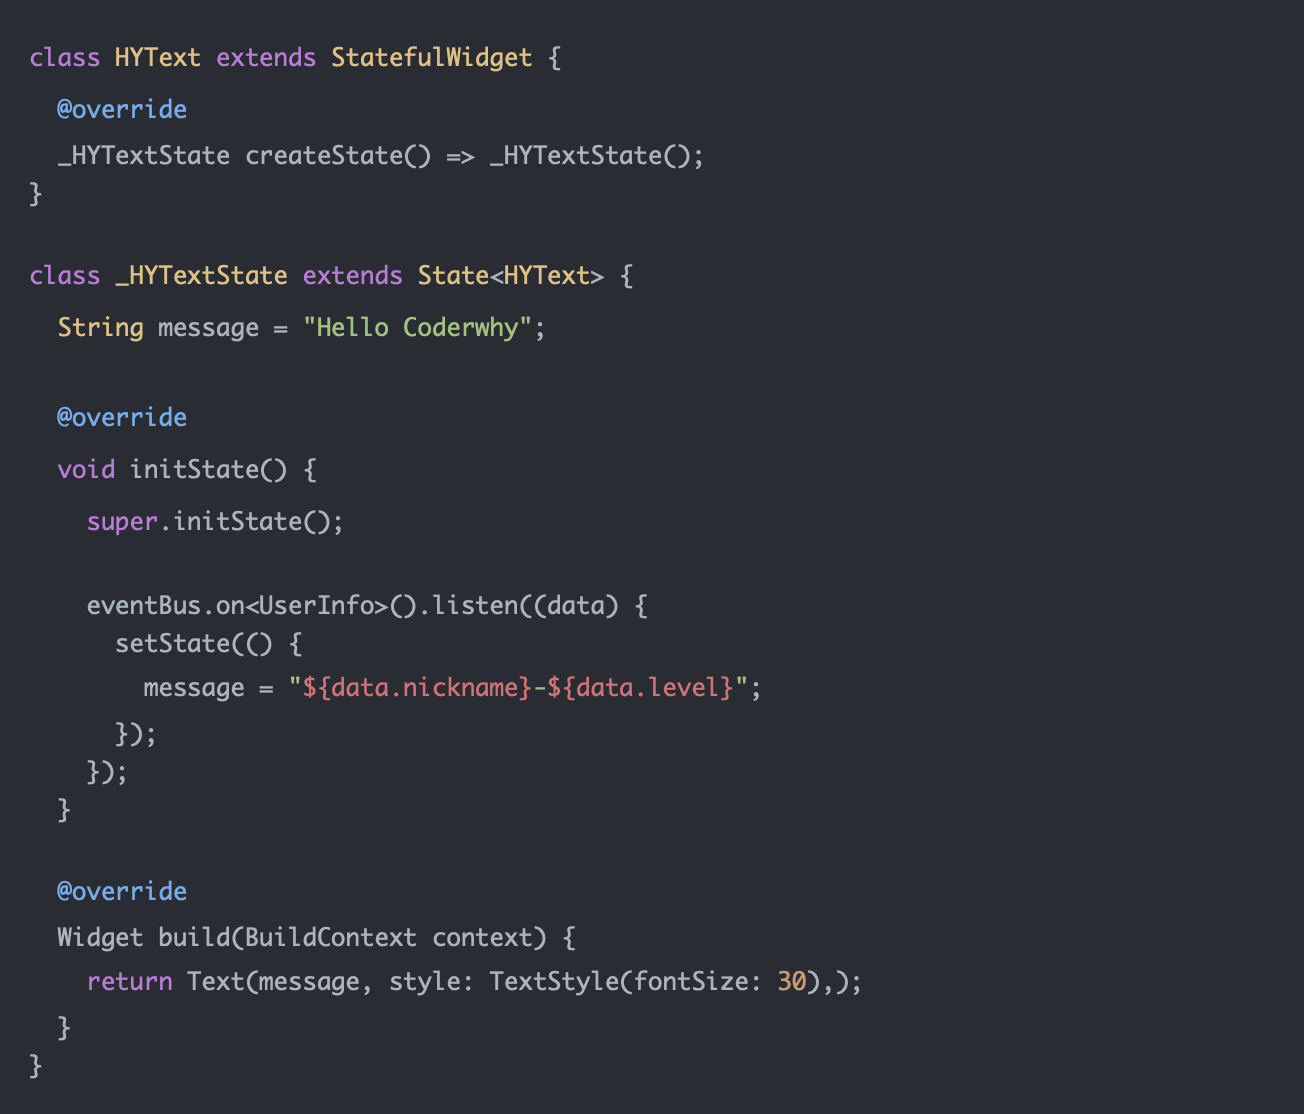 class HYText extends StatefulWidget {
  @override
  _HYTextState createState() => _HYTextState();
}
class _HYTextState extends State<HYText> {
  String message = "Hello Coderwhy";
  @override
  void initState() {
    super.initState();
    eventBus.on<UserInfo>().listen((data) {
      setState(() {
        message = "${data.nickname}-${data.level}";
      });
    });
  }
  @override
  Widget build(BuildContext context) {
    return Text(message, style: TextStyle(fontSize: 30),);
  }
}